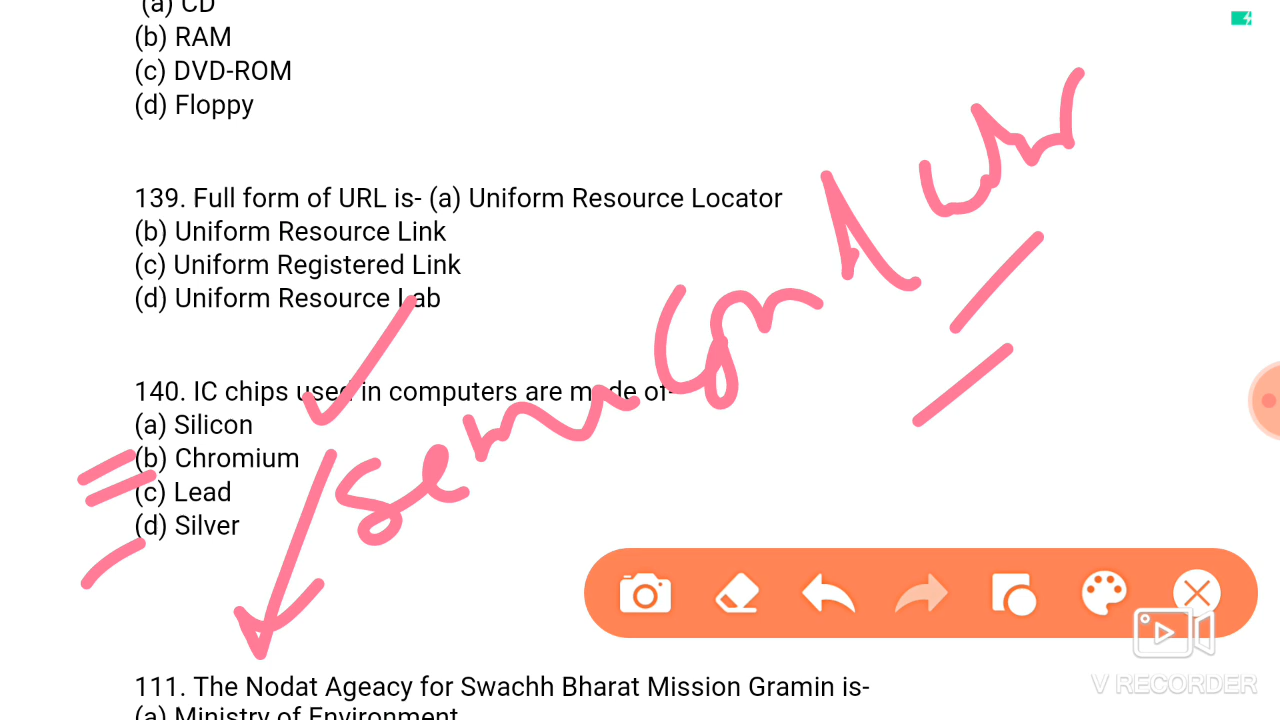 (a) CD
(b) RAM
(c) DVD-ROM
(d) Floppy
139. Full form of URL is- (a) Uniform Resource Locator
(b) Uniform Resource Link
(c) Uniform Registered Link
(d) Uniform Resource Lab
140. IC chips used in computers are made of-
(a) Silicon
(b) Chromium
(c) Lead
(d) Silver
semi
111. The Nodat Ageacy for Swachh Bharat Mission Gramin is-
(a) Ministry of Environment
V RECORDER